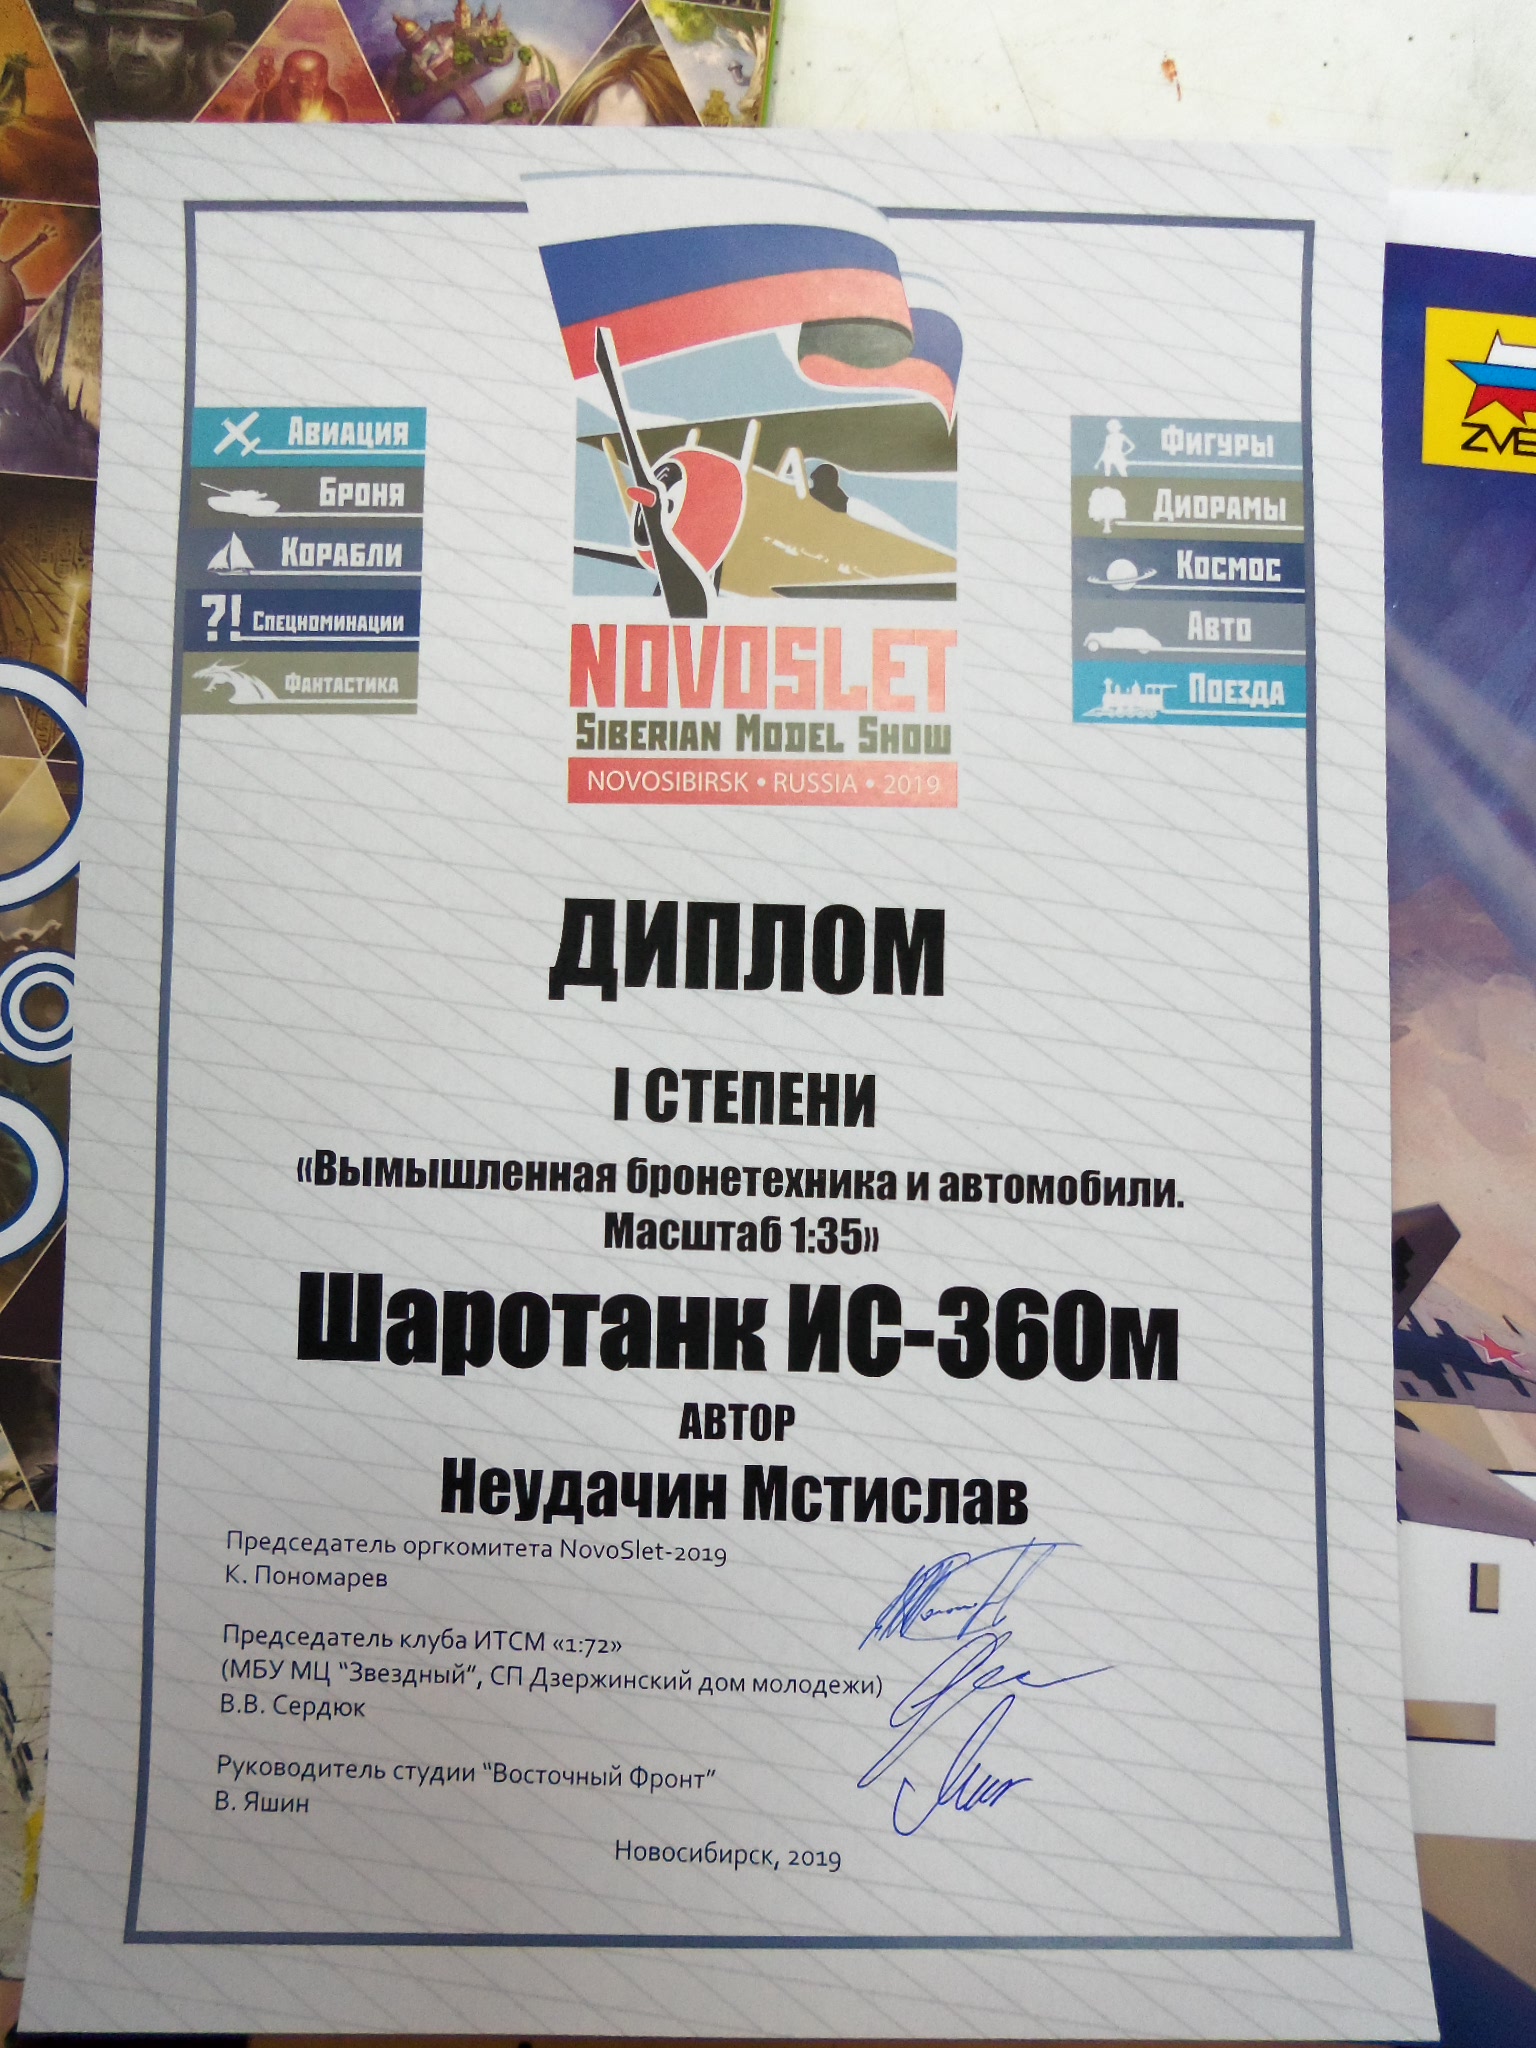 Авиация
Броня
Корабли
?! Спецноминации
Фантастика
Фигуры
Диорамы
Космос
Авто
Поезда
NOVOSLET
Siberian Model Show
NOVOSIBIRSK • RUSSIA • 2019
ДИПЛОМ
I СТЕПЕНИ
«Вымышленная бронетехника и автомобили.
Масштаб 1:35»
Шаротанк ИС-360м
АВТОР
Неудачин Мстислав
Председатель оргкомитета NovoSlet-2019
К. Пономарев
Председатель клуба ИТСМ «1:72»
(МБУ МЦ "Звездный", СП Дзержинский дом молодежи)
В.В. Сердюк
Руководитель студии "Восточный Фронт"
В. Яшин
Новосибирск, 2019